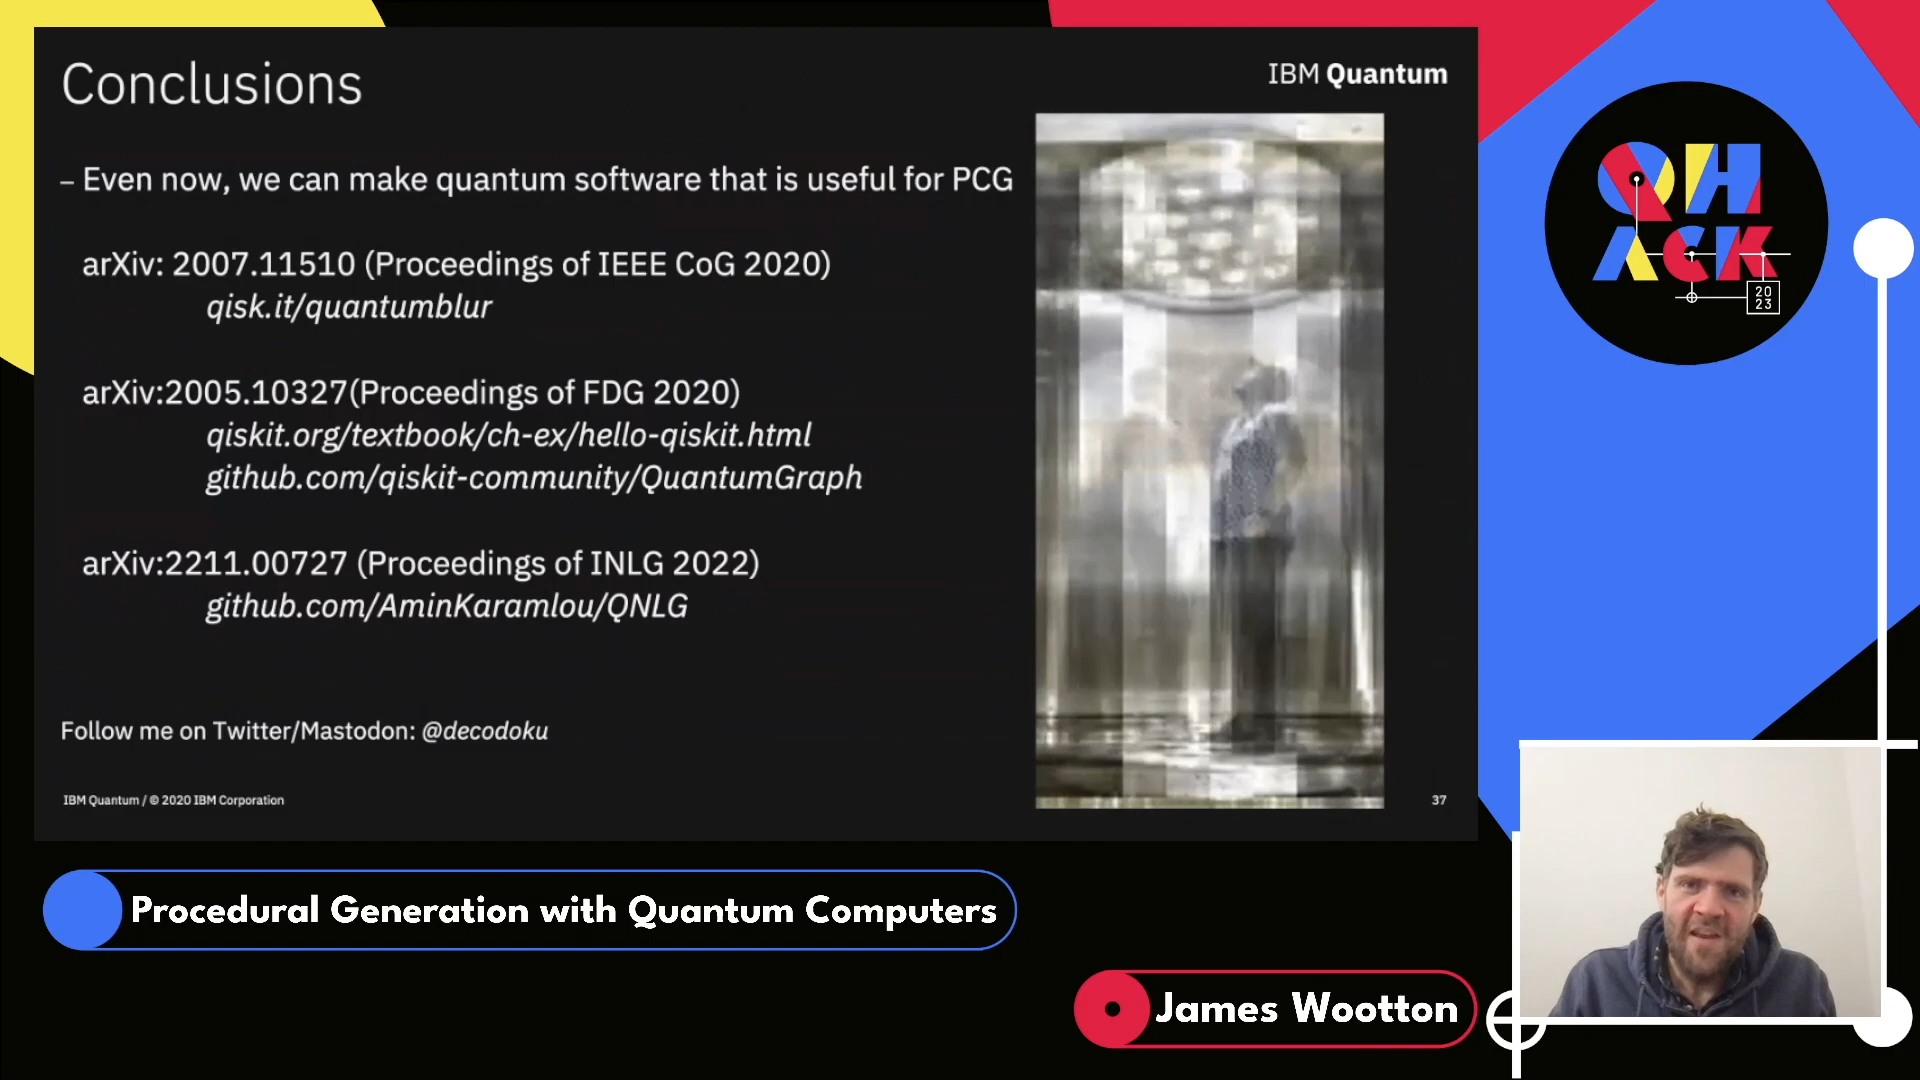 Conclusions
IBM Quantum
– Even now, we can make quantum software that is useful for PCG
arXiv: 2007.11510 (Proceedings of IEEE CoG 2020)
qisk.it/quantumblur
arXiv:2005.10327(Proceedings of FDG 2020)
qiskit.org/textbook/ch-ex/hello-qiskit.html
github.com/qiskit-community/QuantumGraph
arXiv:2211.00727 (Proceedings of INLG 2022)
github.com/AminKaramlou/QNLG
Follow me on Twitter/Mastodon: @decodoku
IBM Quantum / © 2020 IBM Corporation
37
QH
ACK
20
23
Procedural Generation with Quantum Computers
James Wootton